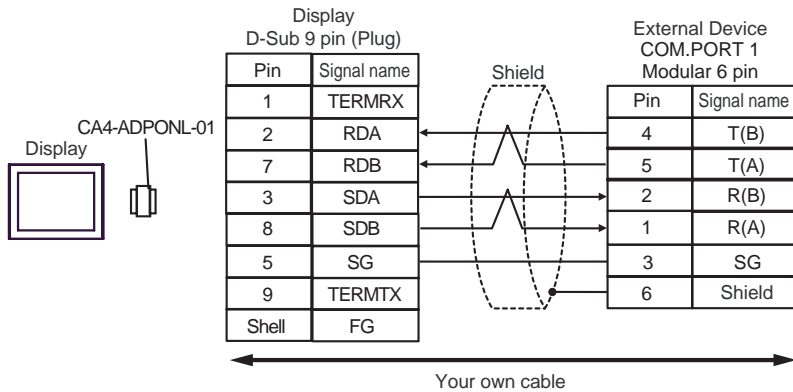 Display
D-Sub 9 pin (Plug)
External Device
COM.PORT 1
Modular 6 pin
Pin Signal name
Shield
Pin Signal name
1 TERMRX
CA4-ADPONL-01
Display
2 RDA
4 T(B)
7 RDB
5 T(A)
3 SDA
2 R(B)
8 SDB
1 R(A)
5 SG
3 SG
9 TERMTX
6 Shield
Shell FG
Your own cable